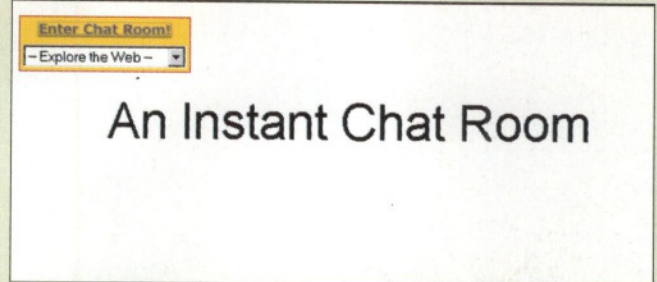 Enter Chat Room!
-- Explore the Web --
An Instant Chat Room